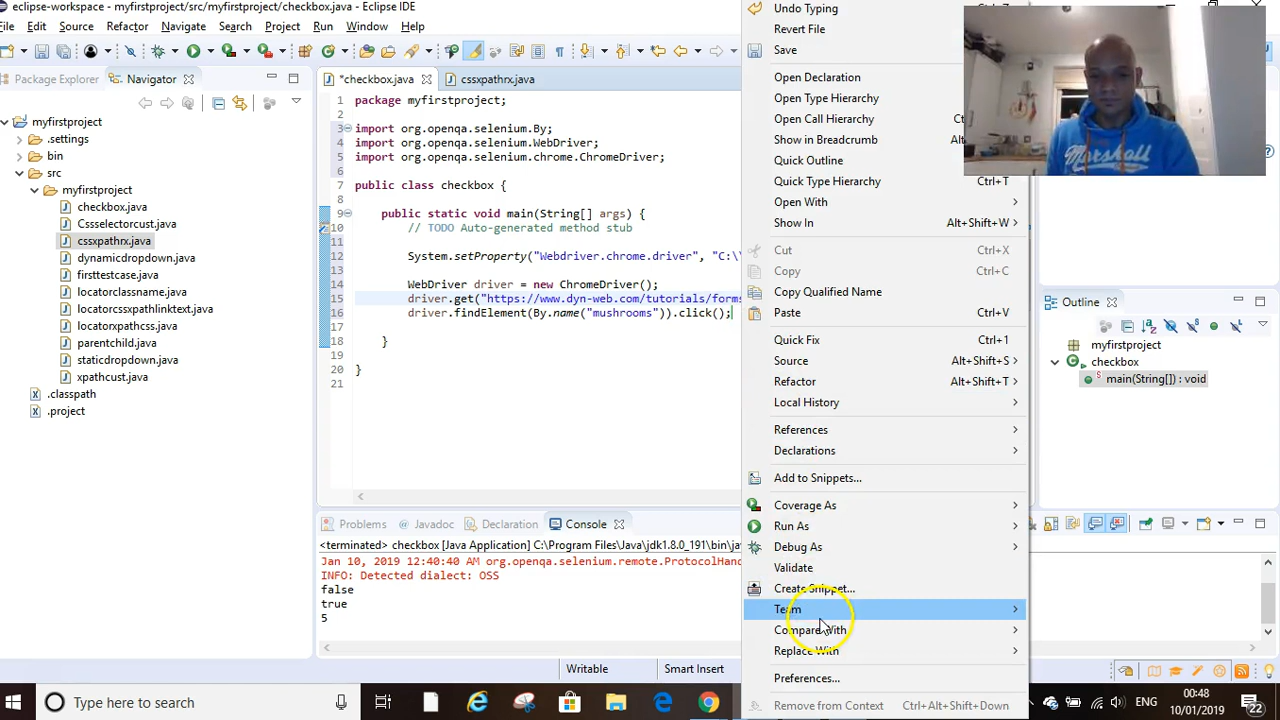 eclipse-workspace - myfirstproject/src/myfirstproject/checkbox.java - Eclipse IDE
File Edit Source Refactor Navigate Search Project Run Window
Package Explorer Navigator
*checkbox.java cssxpathrx.java
myfirstproject
.settings
bin
src
myfirstproject
checkbox.java
Cssselectorcust.java
cssxpathrx.java
dynamicdropdown.java
firsttestcase.java
locatorclassname.java
locatorcssxpathlinktext.java
locatorxpathcss.java
parentchild.java
staticdropdown.java
xpathcust.java
.classpath
.project
1 package myfirstproject;
2
3 import org.openqa.selenium.By;
4 import org.openqa.selenium.WebDriver;
5 import org.openqa.selenium.chrome.ChromeDriver;
6
7 public class checkbox {
8
9 public static void main(String[] args) {
10 // TODO Auto-generated method stub
11
12 System.setProperty("Webdriver.chrome.driver", "C:\
13
14 WebDriver driver = new ChromeDriver();
15 driver.get("https://www.dyn-web.com/tutorials/forms
16 driver.findElement(By.name("mushrooms")).click();
17
18 }
19
20 }
21
Undo Typing
Revert File
Save
Open Declaration
Open Type Hierarchy
Open Call Hierarchy
Show in Breadcrumb
Quick Outline
Quick Type Hierarchy Ctrl+T
Open With
Show In Alt+Shift+W
Cut Ctrl+X
Copy Ctrl+C
Copy Qualified Name
Paste Ctrl+V
Quick Fix Ctrl+1
Source Alt+Shift+S
Refactor Alt+Shift+T
Local History
References
Declarations
Add to Snippets...
Coverage As
Run As
Debug As
Validate
Create Snippet...
Team
Compare With
Replace With
Preferences...
Remove from Context Ctrl+Alt+Shift+Down
Marshall
Outline
myfirstproject
checkbox
main(String[]) : void
Problems Javadoc Declaration Console
<terminated> checkbox [Java Application] C:\Program Files\Java\jdk1.8.0_191\bin\ja
Jan 10, 2019 12:40:40 AM org.openqa.selenium.remote.ProtocolHan
INFO: Detected dialect: OSS
false
true
5
Writable Smart Insert
Type here to search
ENG
00:48
10/01/2019
22